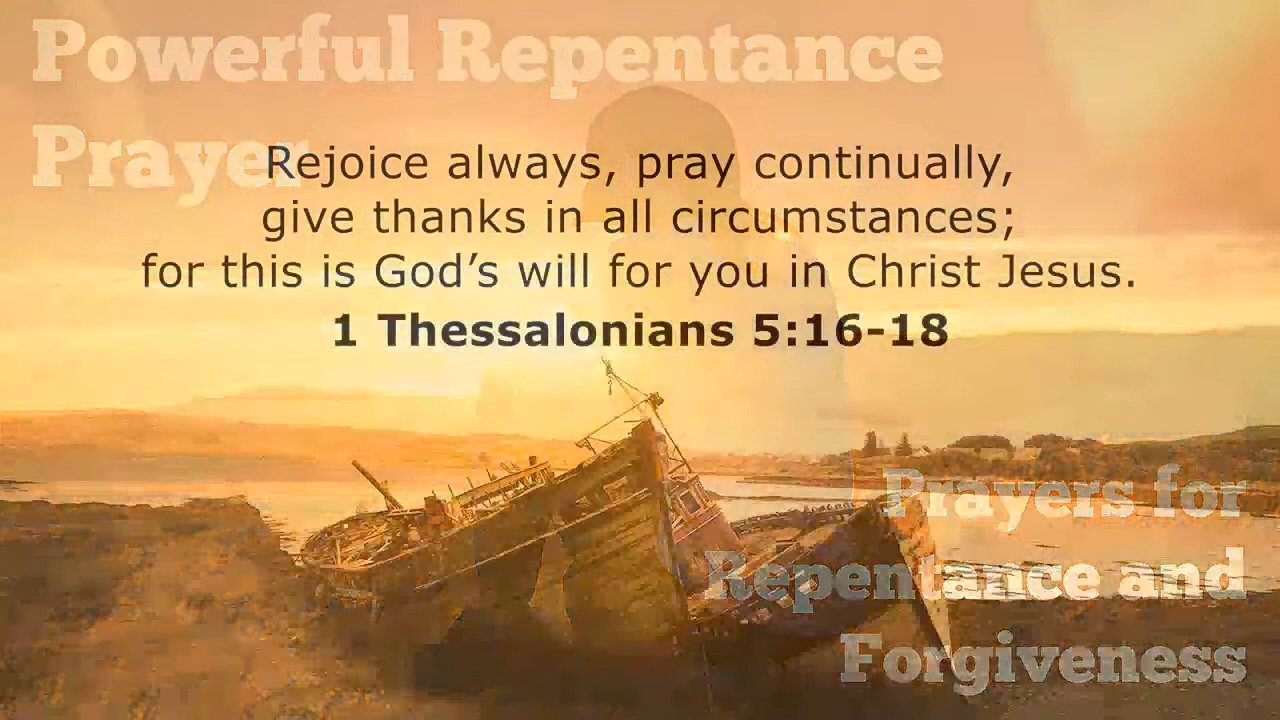 Powerful Repentance
Prayer
Rejoice always, pray continually,
give thanks in all circumstances;
for this is God’s will for you in Christ Jesus.
1 Thessalonians 5:16-18
Prayers for
Repentance and
Forgiveness